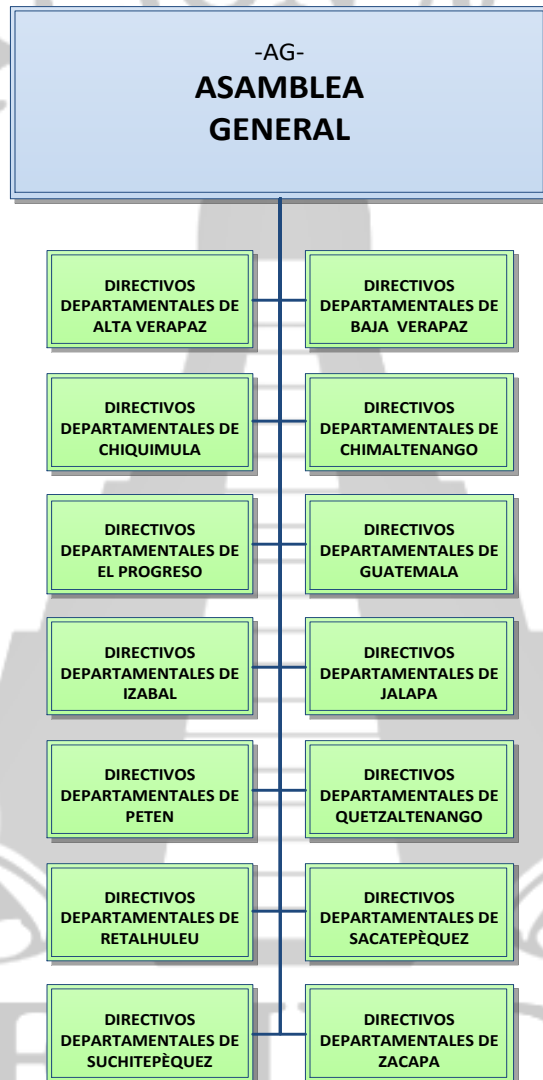 -AG-
ASAMBLEA
GENERAL
DIRECTIVOS
DEPARTAMENTALES DE
ALTA VERAPAZ
DIRECTIVOS
DEPARTAMENTALES DE
BAJA VERAPAZ
DIRECTIVOS
DEPARTAMENTALES DE
CHIQUIMULA
DIRECTIVOS
DEPARTAMENTALES DE
CHIMALTENANGO
DIRECTIVOS
DEPARTAMENTALES DE
EL PROGRESO
DIRECTIVOS
DEPARTAMENTALES DE
GUATEMALA
DIRECTIVOS
DEPARTAMENTALES DE
IZABAL
DIRECTIVOS
DEPARTAMENTALES DE
JALAPA
DIRECTIVOS
DEPARTAMENTALES DE
PETEN
DIRECTIVOS
DEPARTAMENTALES DE
QUETZALTENANGO
DIRECTIVOS
DEPARTAMENTALES DE
RETALHULEU
DIRECTIVOS
DEPARTAMENTALES DE
SACATEPÈQUEZ
DIRECTIVOS
DEPARTAMENTALES DE
SUCHITEPÈQUEZ
DIRECTIVOS
DEPARTAMENTALES DE
ZACAPA